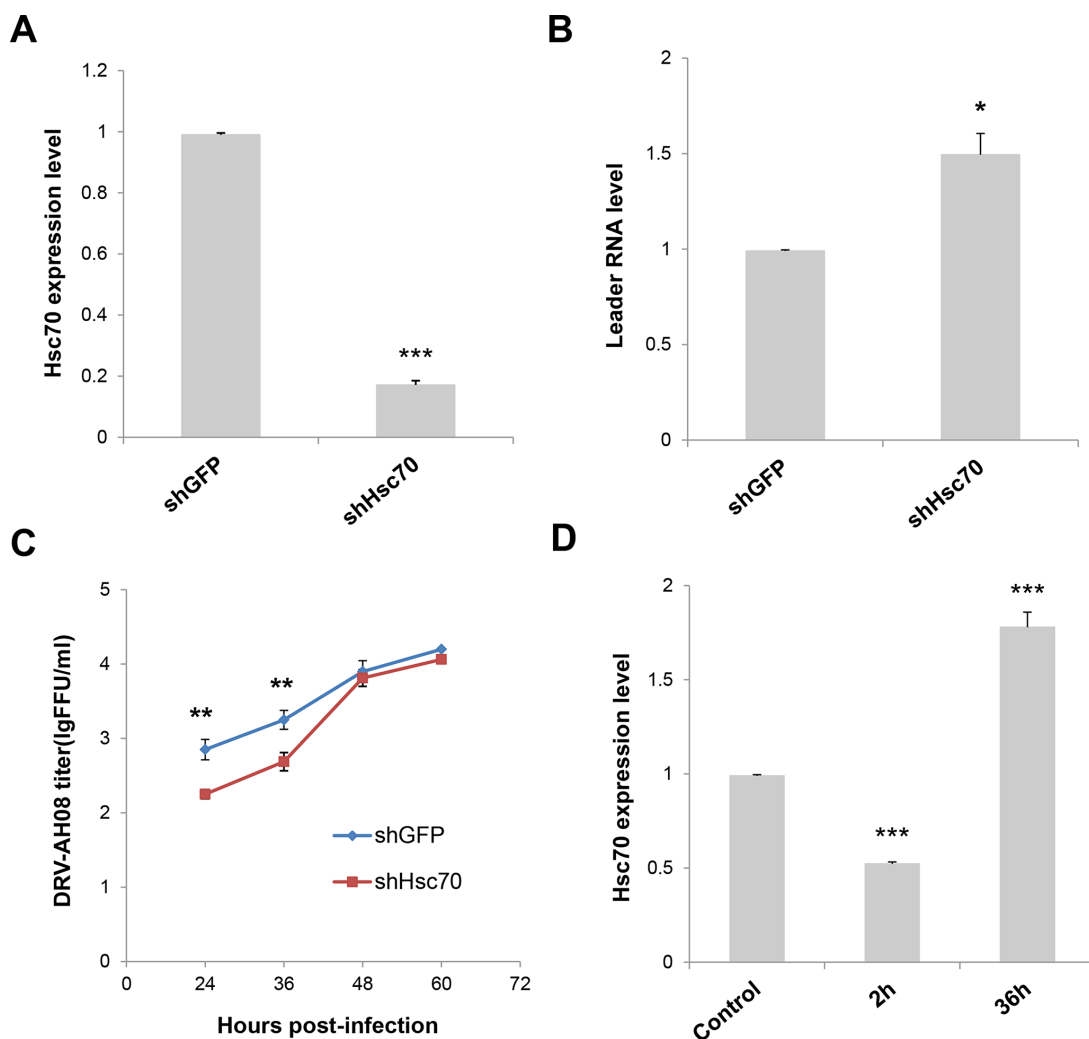 A
Hsc70 expression level
1.2
1
0.8
0.6
0.4
0.2
0
***
shGFP
shHsc70
B
Leader RNA level
2
1.5
1
0.5
0
*
shGFP
shHsc70
C
DRV-AH08 titer(lgFFU/ml)
5
4
3
2
1
0
**
**
shGFP
shHsc70
0
24
36
48
60
72
Hours post-infection
D
Hsc70 expression level
2
1.5
1
0.5
0
***
***
Control
2h
36h